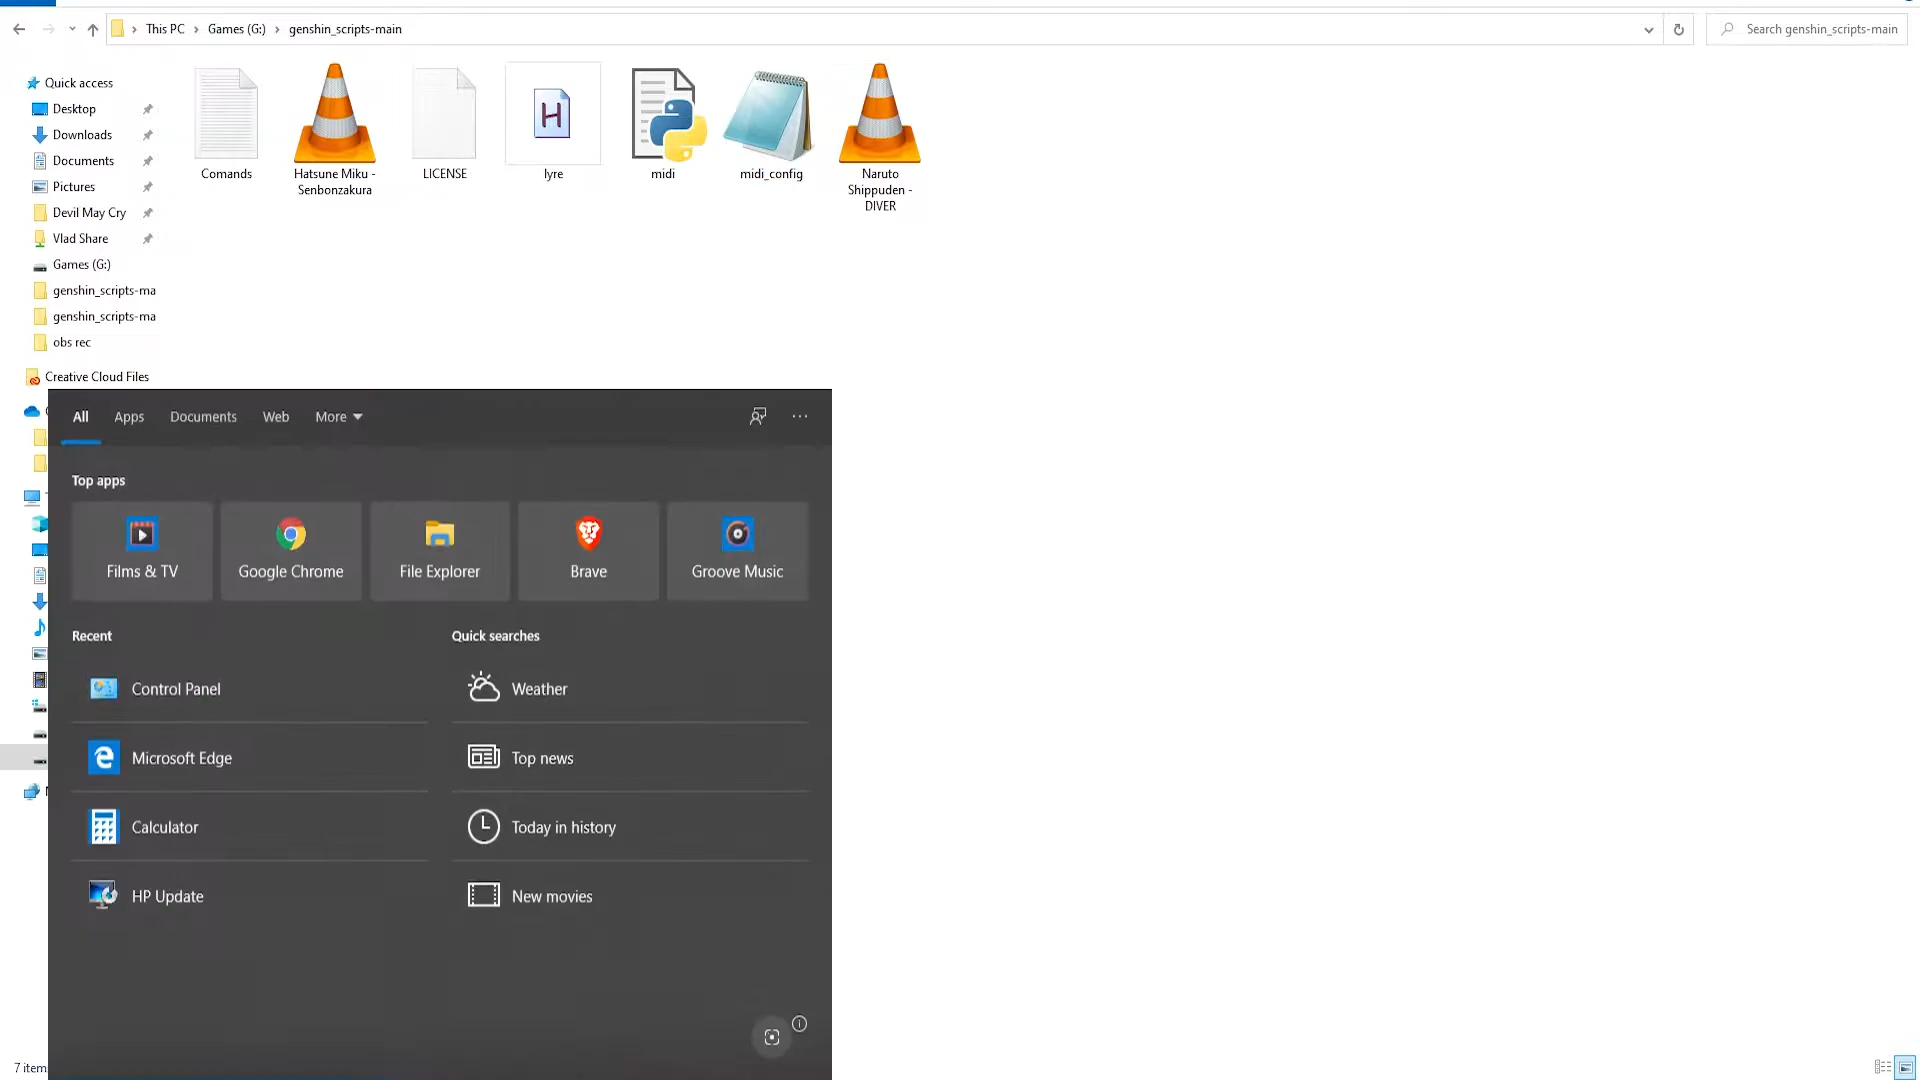 This PC > Games (G:) > genshin_scripts-main
Search genshin_scripts-main
Quick access
Desktop
Downloads
Documents
Pictures
Devil May Cry
Vlad Share
Games (G:)
genshin_scripts-ma
genshin_scripts-ma
obs rec
Creative Cloud Files
Comands
Hatsune Miku -
Senbonzakura
LICENSE
lyre
midi
midi_config
Naruto
Shippuden -
DIVER
All Apps Documents Web More
Top apps
Films & TV
Google Chrome
File Explorer
Brave
Groove Music
Recent
Control Panel
Microsoft Edge
Calculator
HP Update
Quick searches
Weather
Top news
Today in history
New movies
7 item